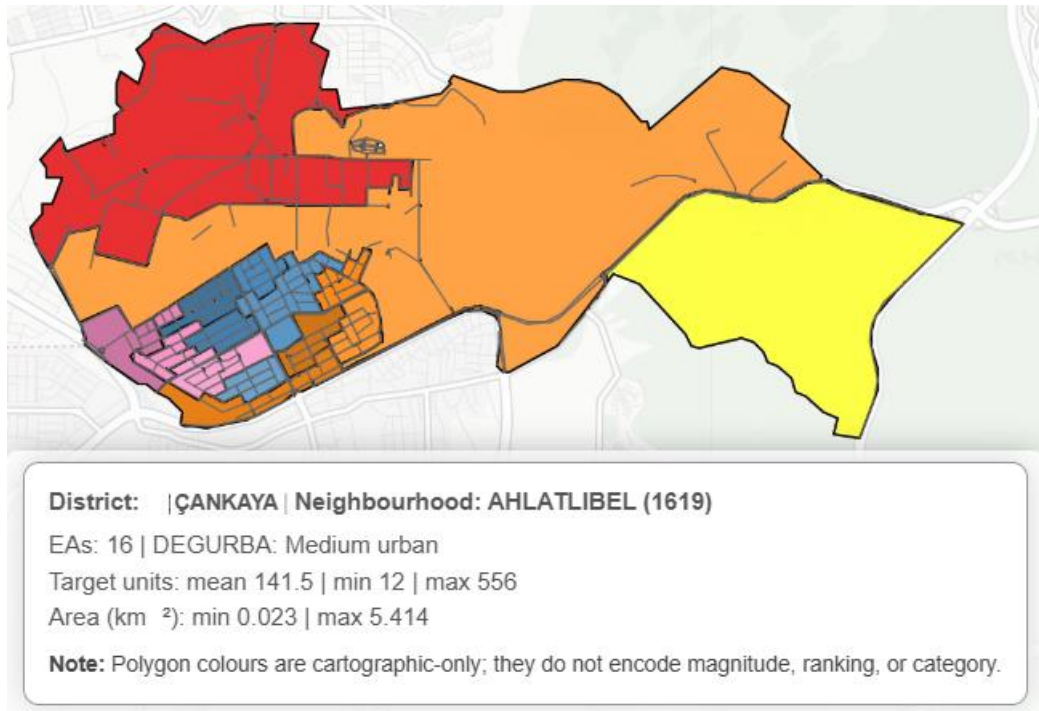 District: |ÇANKAYA | Neighbourhood: AHLATLIBEL (1619)
EAs: 16 | DEGURBA: Medium urban
Target units: mean 141.5 | min 12 | max 556
Area (km ²): min 0.023 | max 5.414
Note: Polygon colours are cartographic-only; they do not encode magnitude, ranking, or category.